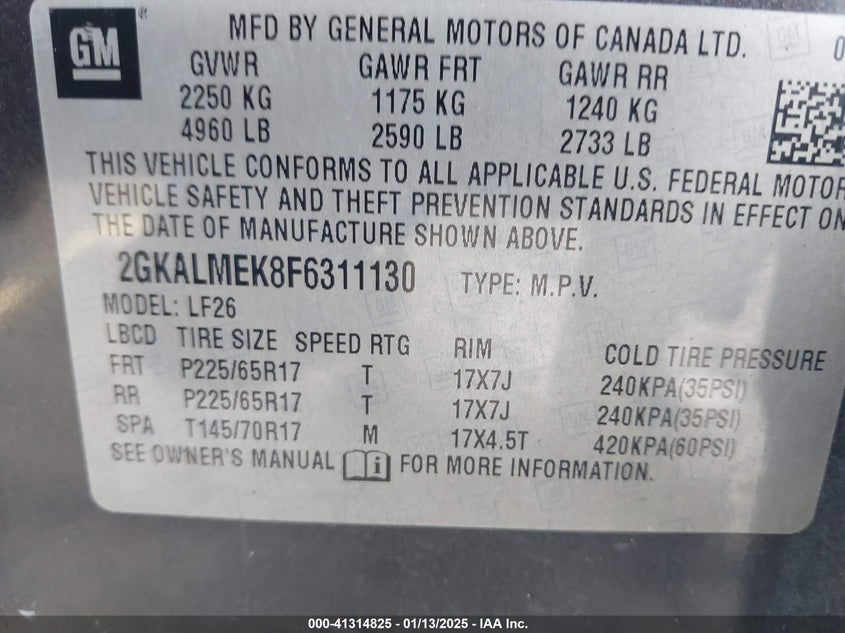 GM ®
MFD BY GENERAL MOTORS OF CANADA LTD. 0
GVWR GAWR FRT GAWR RR
2250 KG 1175 KG 1240 KG
4960 LB 2590 LB 2733 LB
THIS VEHICLE CONFORMS TO ALL APPLICABLE U.S. FEDERAL MOTOR
VEHICLE SAFETY AND THEFT PREVENTION STANDARDS IN EFFECT ON
THE DATE OF MANUFACTURE SHOWN ABOVE.
2GKALMEK8F6311130 TYPE: M.P.V.
MODEL: LF26
LBCD TIRE SIZE SPEED RTG RIM COLD TIRE PRESSURE
FRT P225/65R17 T 17X7J 240KPA(35PSI)
RR P225/65R17 T 17X7J 240KPA(35PSI)
SPA T145/70R17 M 17X4.5T 420KPA(60PSI)
SEE OWNER'S MANUAL i FOR MORE INFORMATION.
000-41314825 - 01/13/2025 - IAA Inc.